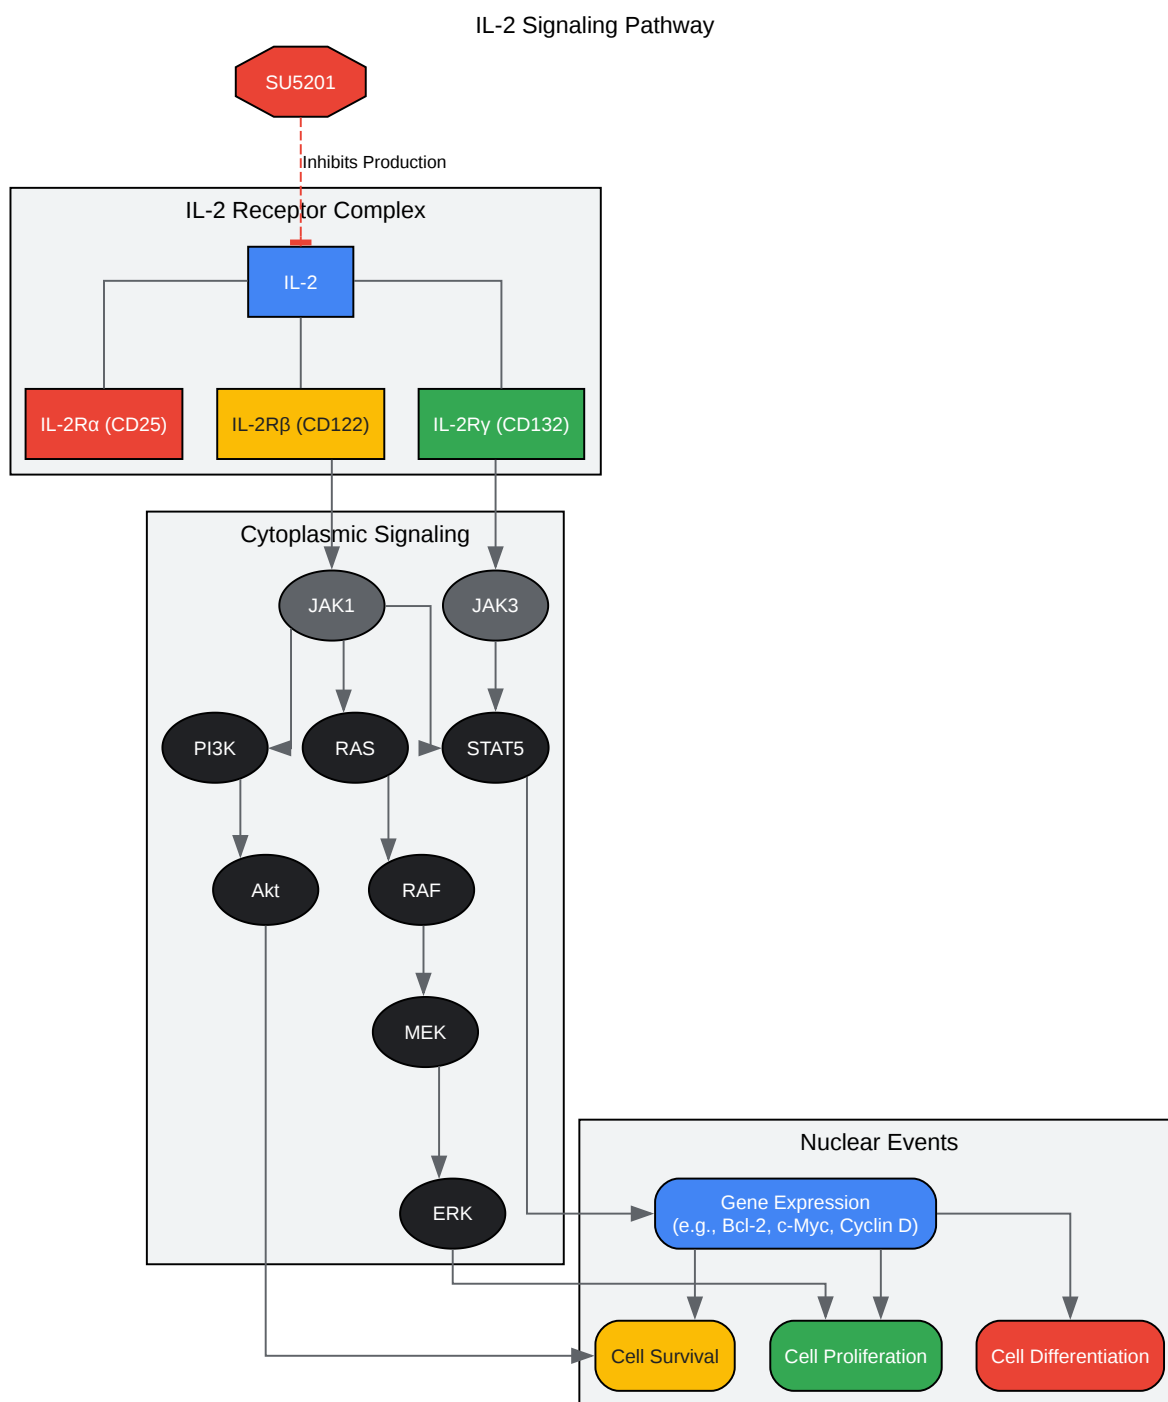 IL-2 Signaling Pathway
SU5201
Inhibits Production
IL-2 Receptor Complex
IL-2
IL-2Rα (CD25)
IL-2Rβ (CD122)
IL-2Rγ (CD132)
Cytoplasmic Signaling
JAK1
JAK3
PI3K
RAS
STAT5
Akt
RAF
MEK
ERK
Nuclear Events
Gene Expression
(e.g., Bcl-2, c-Myc, Cyclin D)
Cell Survival
Cell Proliferation
Cell Differentiation